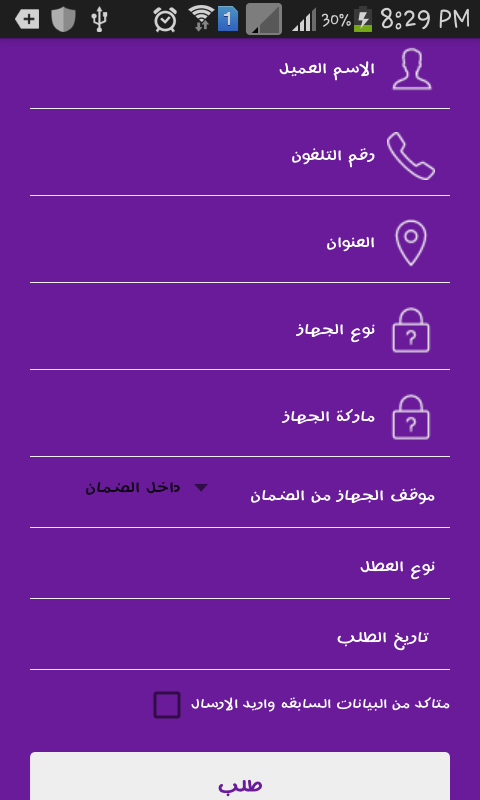 1
30%
8:29 PM
الاسم العميل
رقم التلفون
العنوان
نوع الجهاز
ماركة الجهاز
موقف الجهاز من الضمان
داخل الضمان
نوع العطل
تاريخ الطلب
متاكد من البيانات السابقه واريد الارسال
طلب